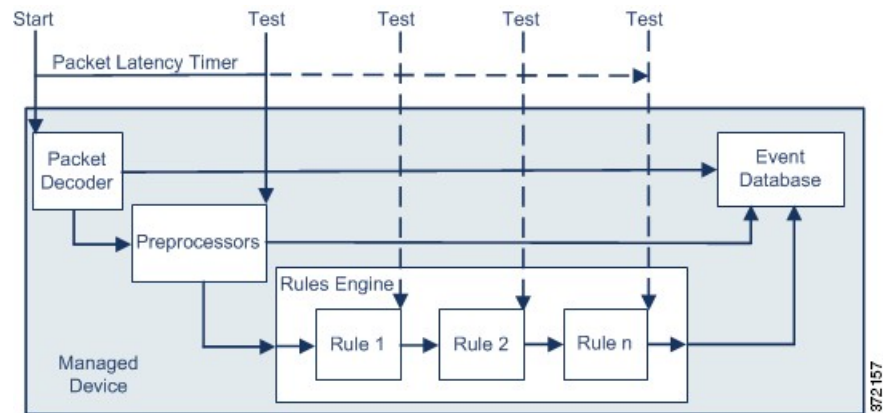 Start
Test
Test
Test
Test
Packet Latency Timer
Packet
Decoder
Event
Database
Preprocessors
Rules Engine
Rule 1
Rule 2
Rule n
Managed
Device
372157